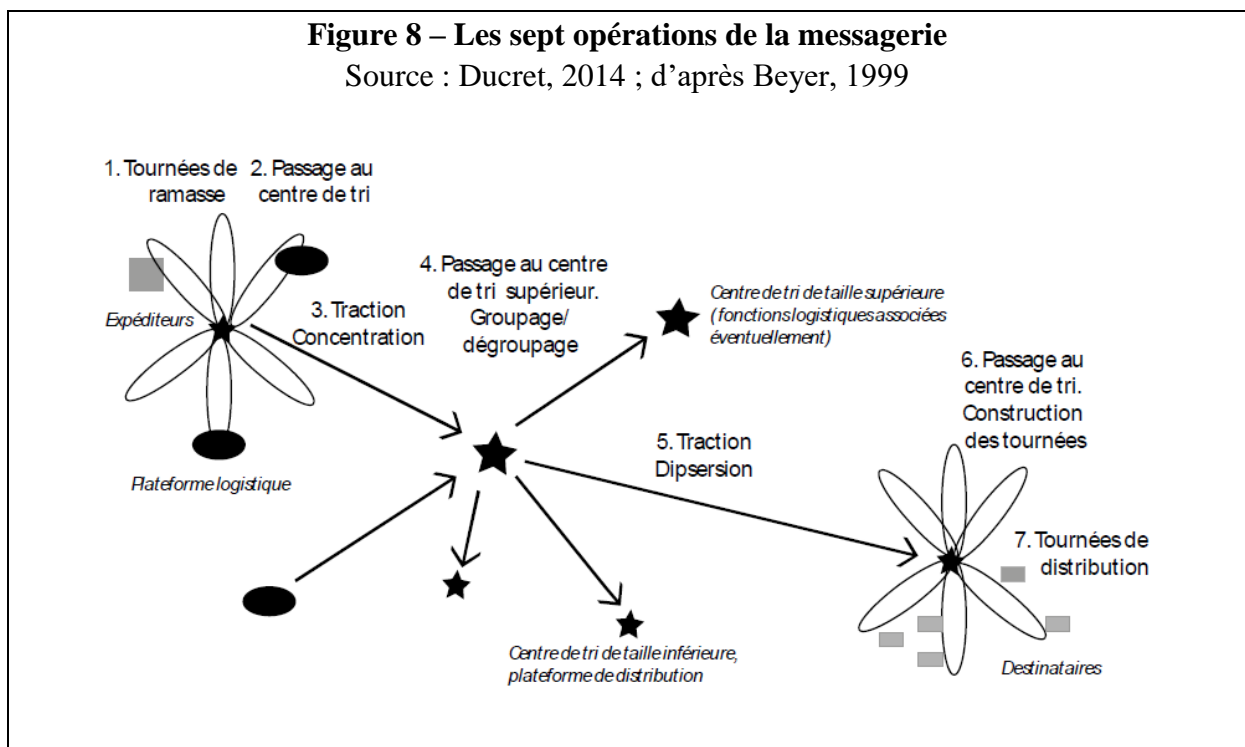 Figure 8 – Les sept opérations de la messagerie
Source : Ducret, 2014 ; d'après Beyer, 1999
1. Tournées de
ramasse
2. Passage au
centre de tri
Expéditeurs
3. Traction
Concentration
4. Passage au centre
de tri supérieur.
Groupage/
dégroupage
Centre de tri de taille supérieure
(fonctions logistiques associées
éventuellement)
Plateforme logistique
5. Traction
Dipsersion
6. Passage au
centre de tri.
Construction
des tournées
7. Tournées de
distribution
Centre de tri de taille inférieure,
plateforme de distribution
Destinataires